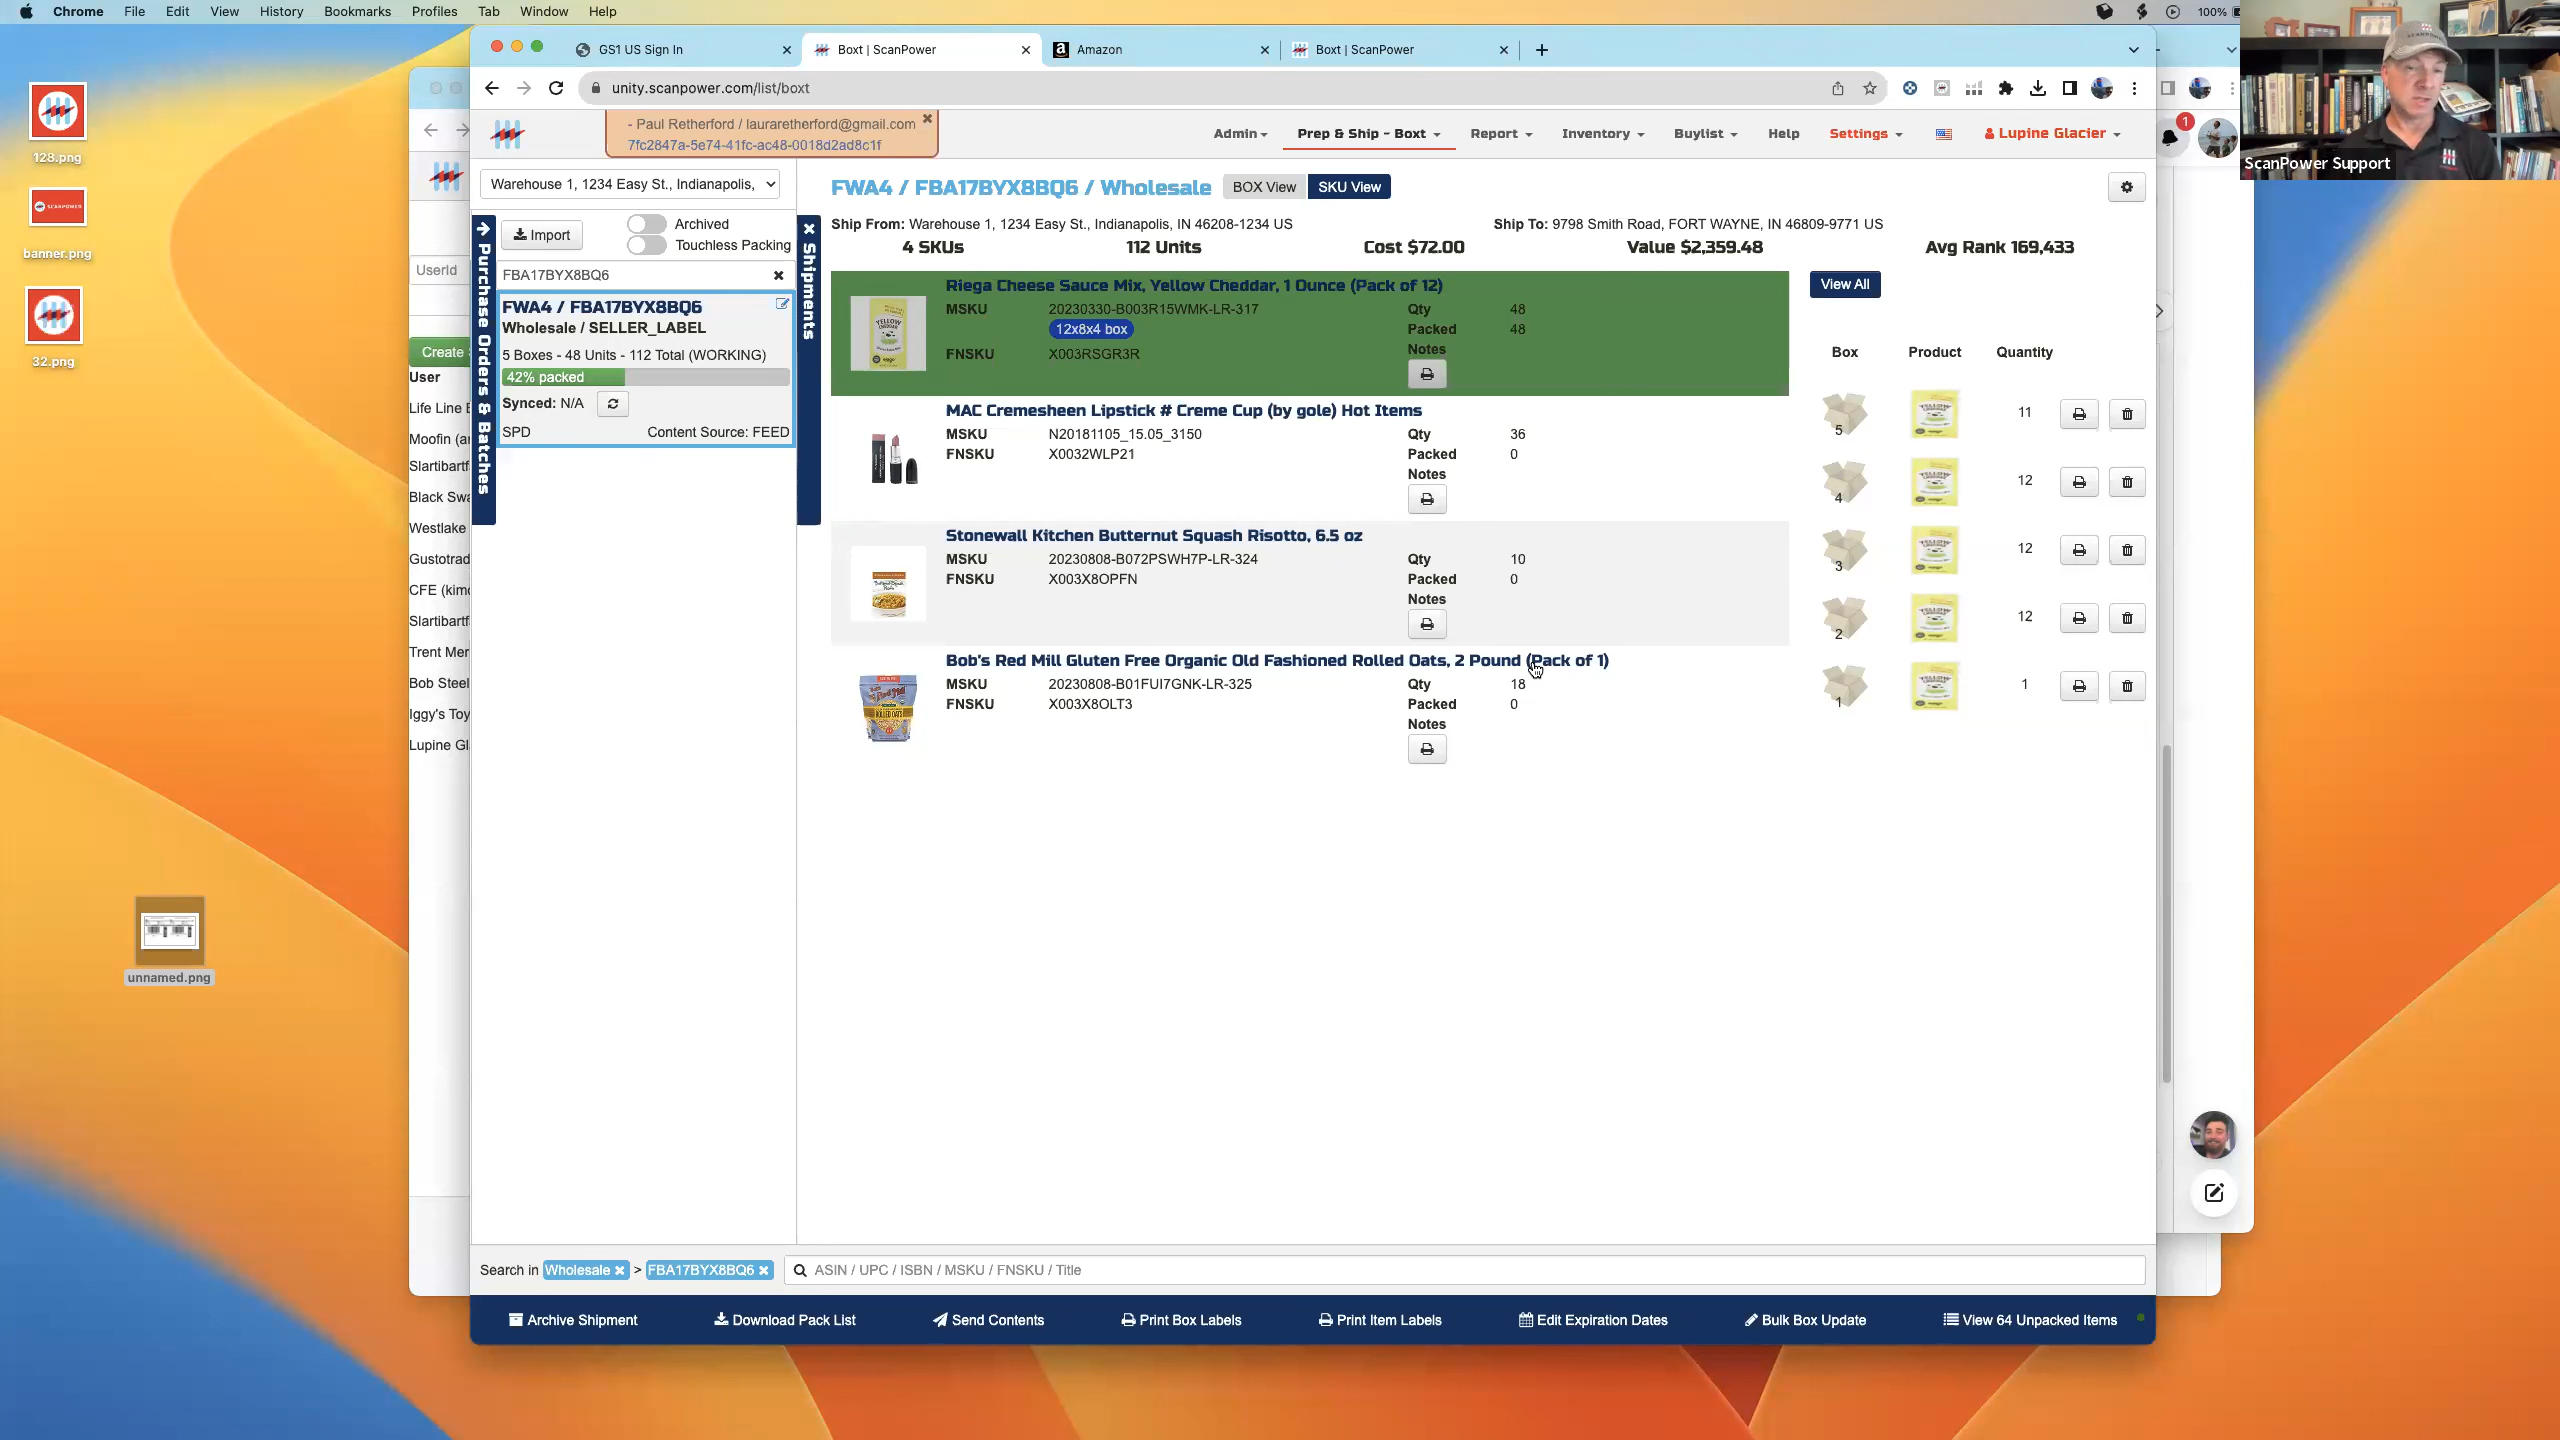 Chrome File Edit View History Bookmarks Profiles Tab Window Help
100%
GS1 US Sign In
Boxt | ScanPower
Amazon
Boxt | ScanPower
unity.scanpower.com/list/boxt
128.png
banner.png
32.png
unnamed.png
ScanPower Support
- Paul Retherford / lauraretherford@gmail.com
7fc2847a-5e74-41fc-ac48-0018d2ad8c1f
Admin Prep & Ship - Boxt Report Inventory Buylist Help Settings Lupine Glacier
1
Warehouse 1, 1234 Easy St., Indianapolis,
Import
Archived
Touchless Packing
Purchase Orders & Batches
Shipments
FBA17BYX8BQ6
FWA4 / FBA17BYX8BQ6
Wholesale / SELLER_LABEL
5 Boxes - 48 Units - 112 Total (WORKING)
42% packed
Synced: N/A
SPD Content Source: FEED
UserId
Create
User
Life Line
Moofin
Slartibartf
Black Swa
Westlake
Gustotrad
CFE (kim
Slartibartf
Trent Mer
Bob Steel
Iggy's Toy
Lupine Gl
FWA4 / FBA17BYX8BQ6 / Wholesale BOX View SKU View
Ship From: Warehouse 1, 1234 Easy St., Indianapolis, IN 46208-1234 US Ship To: 9798 Smith Road, FORT WAYNE, IN 46809-9771 US
4 SKUs 112 Units Cost $72.00 Value $2,359.48 Avg Rank 169,433
Riega Cheese Sauce Mix, Yellow Cheddar, 1 Ounce (Pack of 12)
MSKU 20230330-B003R15WMK-LR-317 Qty 48
12x8x4 box Packed 48
Notes
FNSKU X003RSGR3R
MAC Cremesheen Lipstick # Creme Cup (by gole) Hot Items
MSKU N20181105_15.05_3150 Qty 36
FNSKU X0032WLP21 Packed 0
Notes
Stonewall Kitchen Butternut Squash Risotto, 6.5 oz
MSKU 20230808-B072PSWH7P-LR-324 Qty 10
FNSKU X003X8OPFN Packed 0
Notes
Bob's Red Mill Gluten Free Organic Old Fashioned Rolled Oats, 2 Pound (Pack of 1)
MSKU 20230808-B01FUI7GNK-LR-325 Qty 18
FNSKU X003X8OLT3 Packed 0
Notes
View All
Box Product Quantity
5 11
4 12
3 12
2 12
1 1
Search in Wholesale > FBA17BYX8BQ6 ASIN / UPC / ISBN / MSKU / FNSKU / Title
Archive Shipment Download Pack List Send Contents Print Box Labels Print Item Labels Edit Expiration Dates Bulk Box Update View 64 Unpacked Items